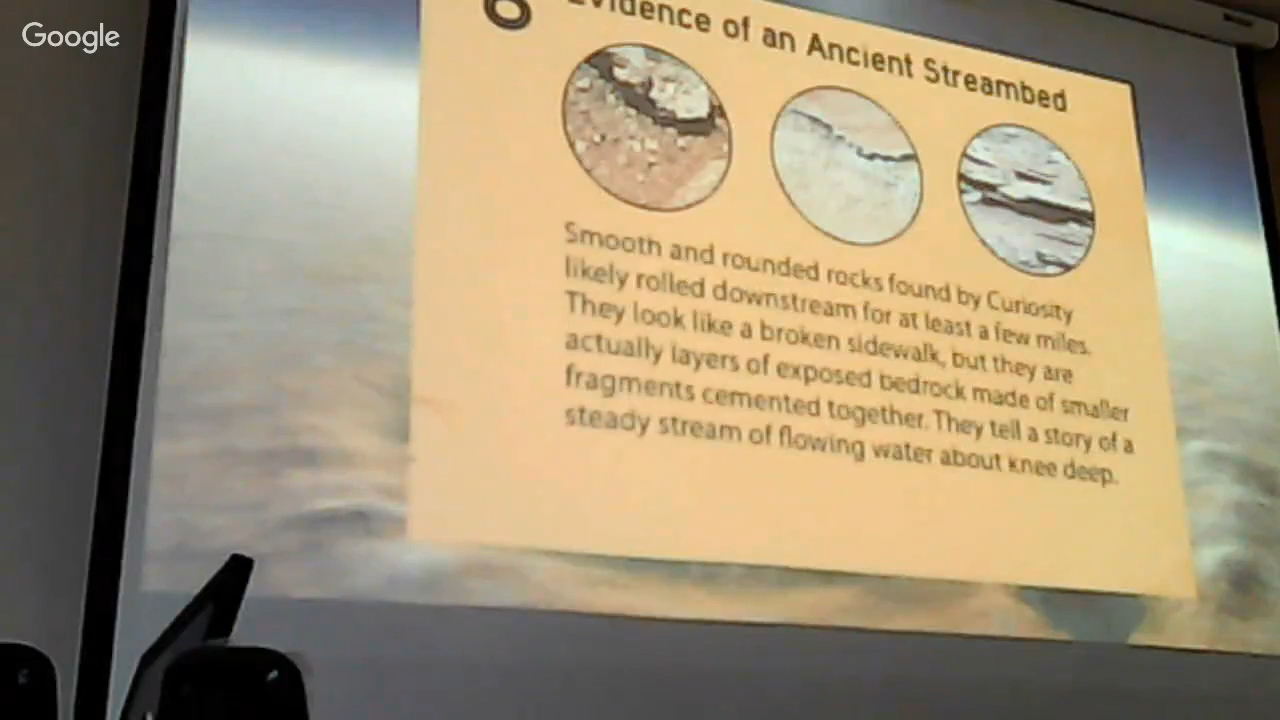 Google
6
Evidence of an Ancient Streambed
Smooth and rounded rocks found by Curiosity
likely rolled downstream for at least a few miles.
They look like a broken sidewalk, but they are
actually layers of exposed bedrock made of smaller
fragments cemented together. They tell a story of a
steady stream of flowing water about knee deep.